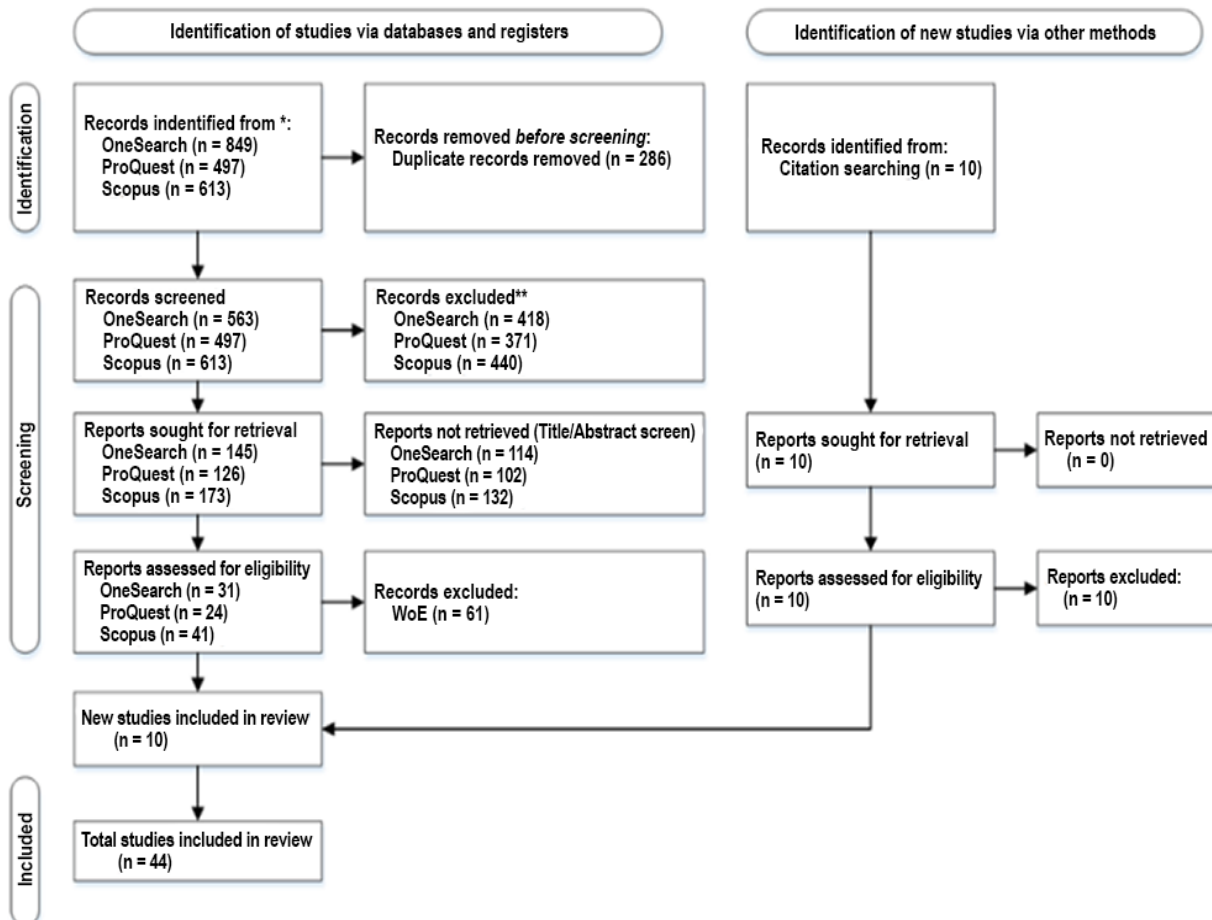 Identification of studies via databases and registers
Identification of new studies via other methods
Identification
Records indentified from *:
OneSearch (n = 849)
ProQuest (n = 497)
Scopus (n = 613)
Records removed before screening:
Duplicate records removed (n = 286)
Records identified from:
Citation searching (n = 10)
Screening
Records screened
OneSearch (n = 563)
ProQuest (n = 497)
Scopus (n = 613)
Records excluded**
OneSearch (n = 418)
ProQuest (n = 371)
Scopus (n = 440)
Reports sought for retrieval
OneSearch (n = 145)
ProQuest (n = 126)
Scopus (n = 173)
Reports not retrieved (Title/Abstract screen)
OneSearch (n = 114)
ProQuest (n = 102)
Scopus (n = 132)
Reports sought for retrieval
(n = 10)
Reports not retrieved
(n = 0)
Reports assessed for eligibility
OneSearch (n = 31)
ProQuest (n = 24)
Scopus (n = 41)
Records excluded:
WoE (n = 61)
Reports assessed for eligibility
(n = 10)
Reports excluded:
(n = 10)
New studies included in review
(n = 10)
Included
Total studies included in review
(n = 44)